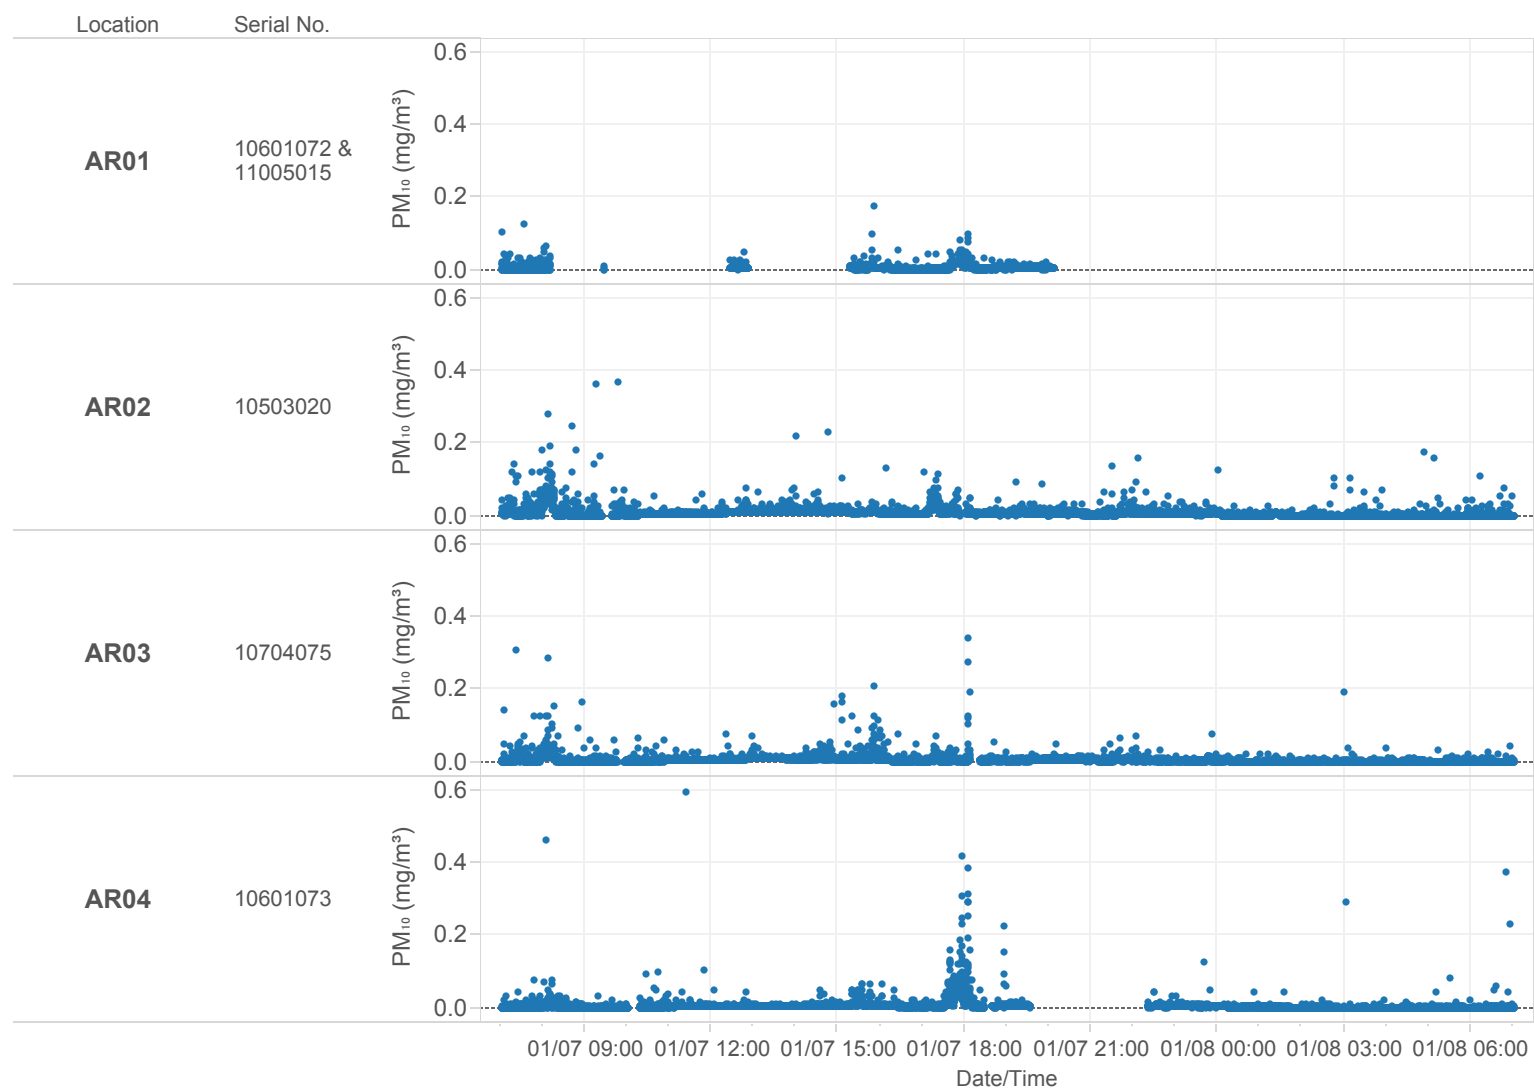 Location Serial No.
AR01
10601072 &
11005015
PM₁₀ (mg/m³)
0.6
0.4
0.2
0.0
AR02
10503020
PM₁₀ (mg/m³)
0.6
0.4
0.2
0.0
AR03
10704075
PM₁₀ (mg/m³)
0.6
0.4
0.2
0.0
AR04
10601073
PM₁₀ (mg/m³)
0.6
0.4
0.2
0.0
01/07 09:00 01/07 12:00 01/07 15:00 01/07 18:00 01/07 21:00 01/08 00:00 01/08 03:00 01/08 06:00
Date/Time